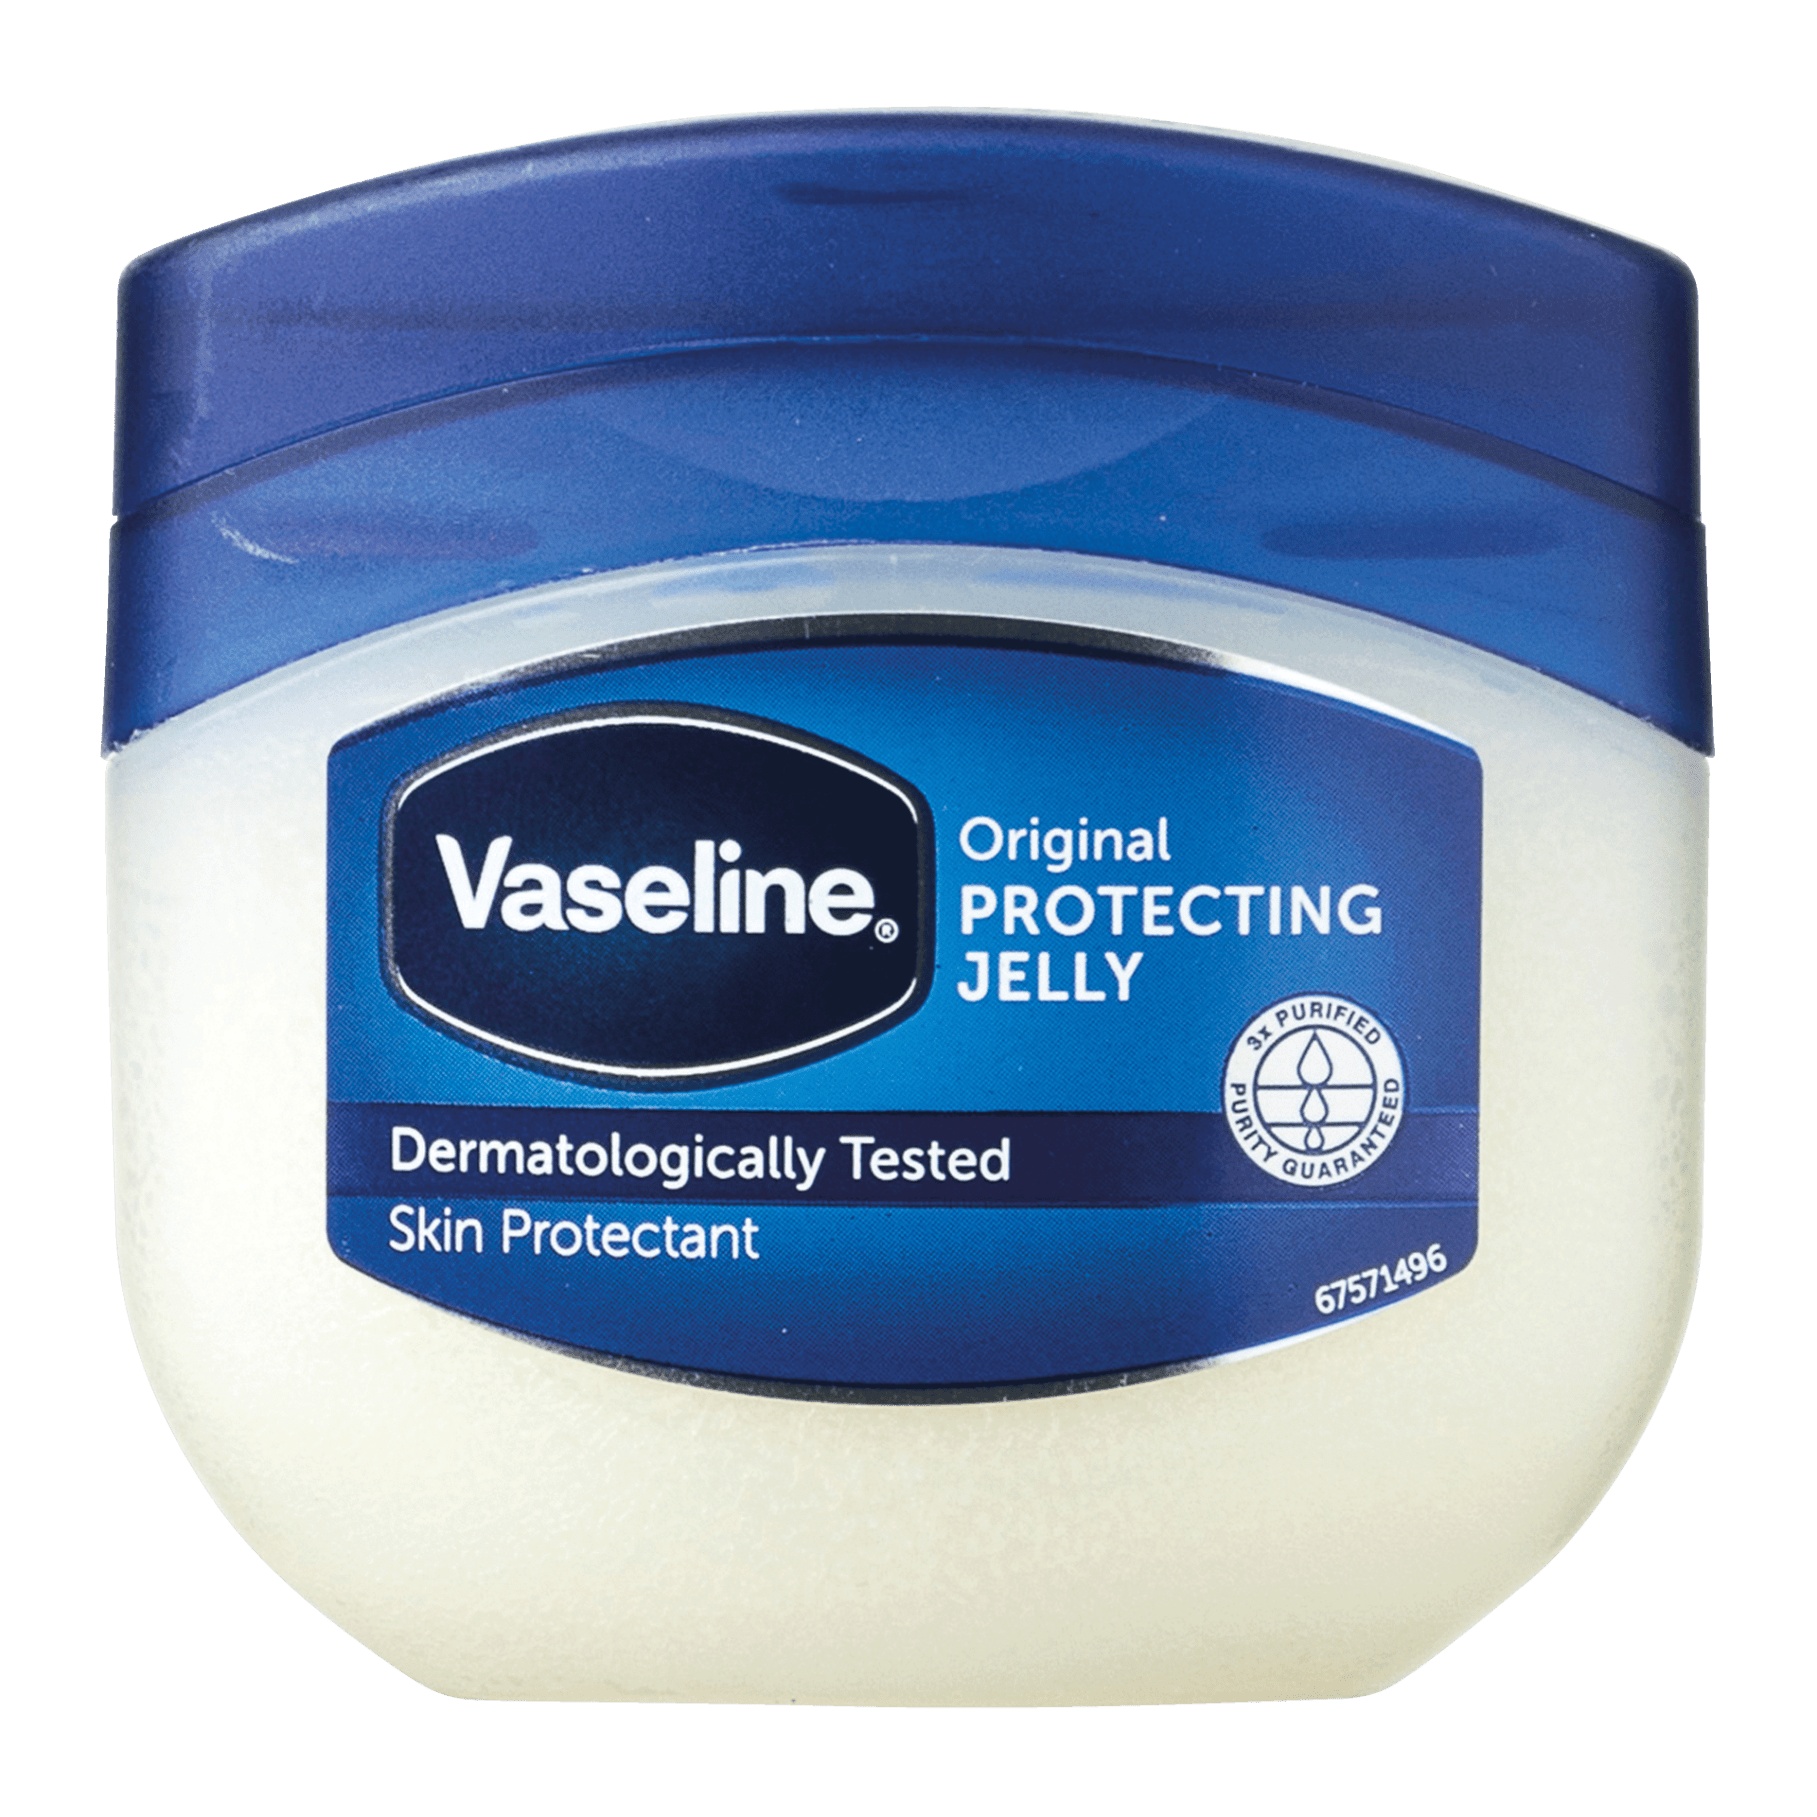 Vaseline®
Original
PROTECTING
JELLY
3x PURIFIED
PURITY GUARANTEED
Dermatologically Tested
Skin Protectant
67571496